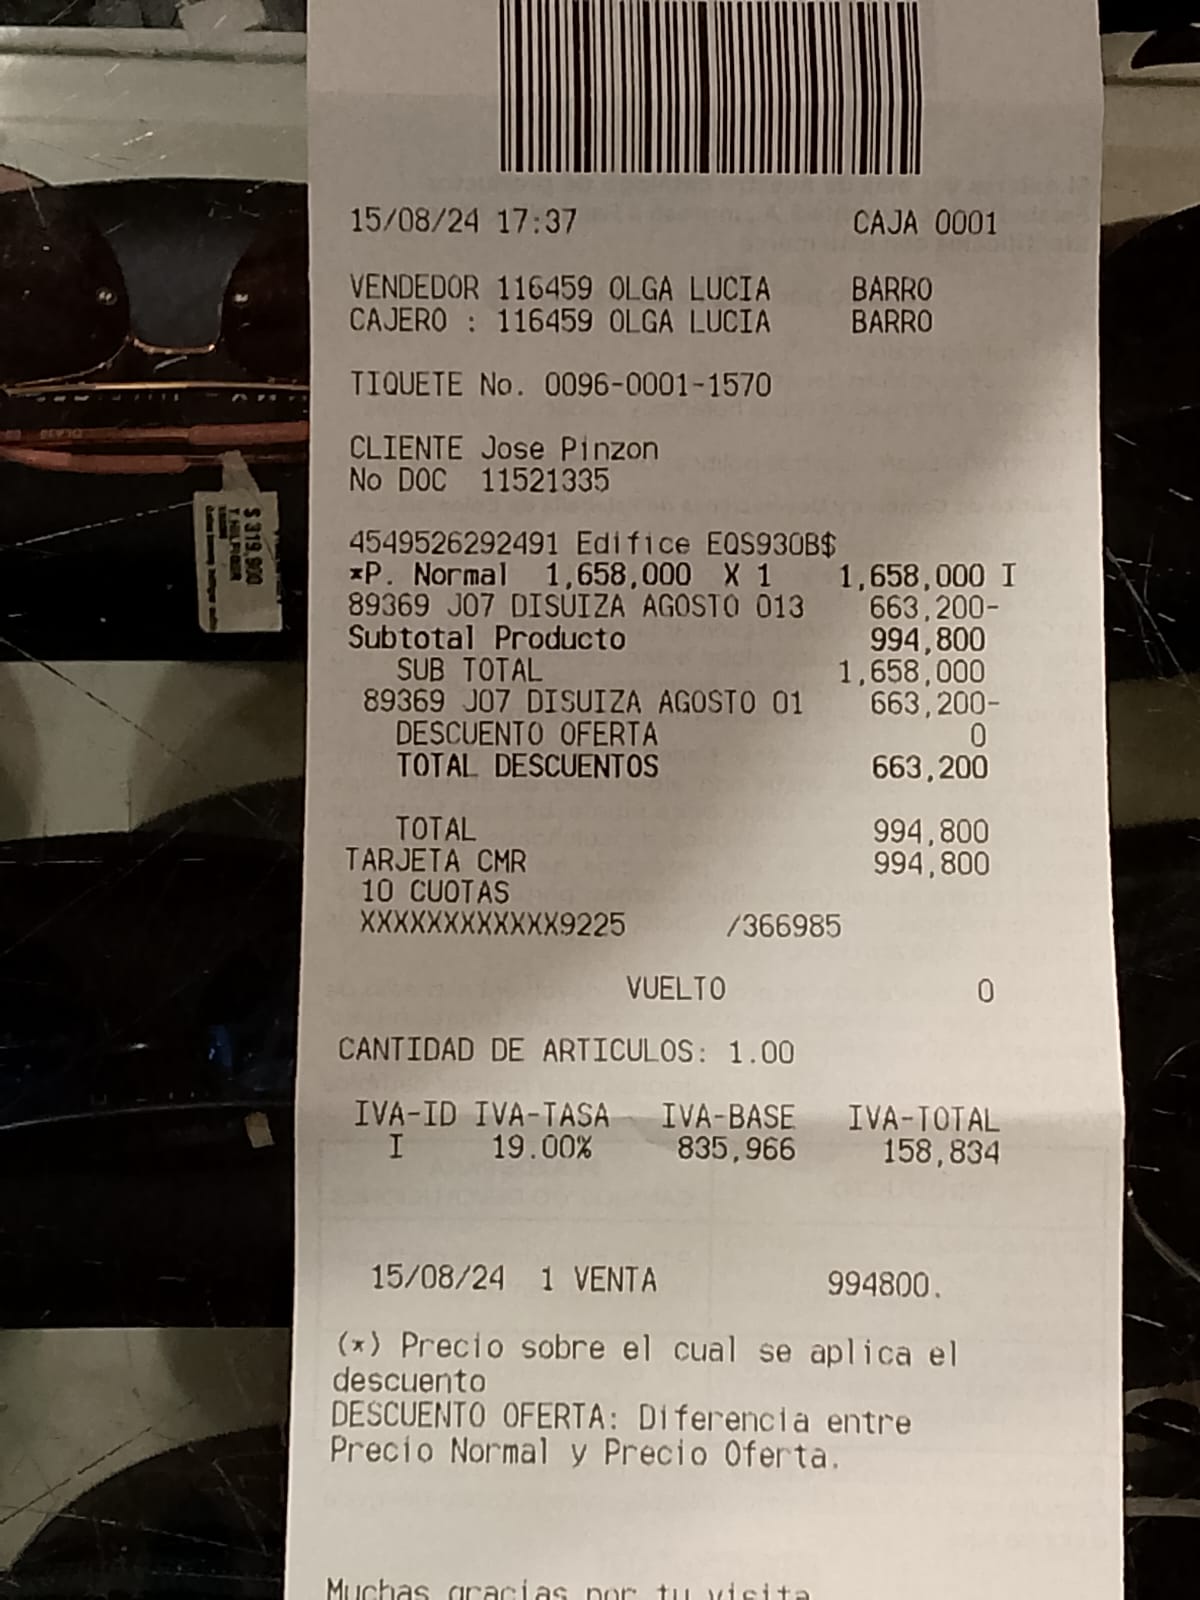 15/08/24 17:37 CAJA 0001
VENDEDOR 116459 OLGA LUCIA BARRO
CAJERO : 116459 OLGA LUCIA BARRO
TIQUETE No. 0096-0001-1570
CLIENTE Jose Pinzon
No DOC 11521335
4549526292491 Edifice EQS930B$
*P. Normal 1,658,000 X 1 1,658,000 I
89369 J07 DISUIZA AGOSTO 013 663,200-
Subtotal Producto 994,800
SUB TOTAL 1,658,000
89369 J07 DISUIZA AGOSTO 01 663,200-
DESCUENTO OFERTA 0
TOTAL DESCUENTOS 663,200
TOTAL 994,800
TARJETA CMR 994,800
10 CUOTAS
XXXXXXXXXXXX9225 /366985
VUELTO 0
CANTIDAD DE ARTICULOS: 1.00
IVA-ID IVA-TASA IVA-BASE IVA-TOTAL
I 19.00% 835,966 158,834
15/08/24 1 VENTA 994800.
(*) Precio sobre el cual se aplica el
descuento
DESCUENTO OFERTA: Diferencia entre
Precio Normal y Precio Oferta.
Muchas gracias por tu visita
$ 319,900